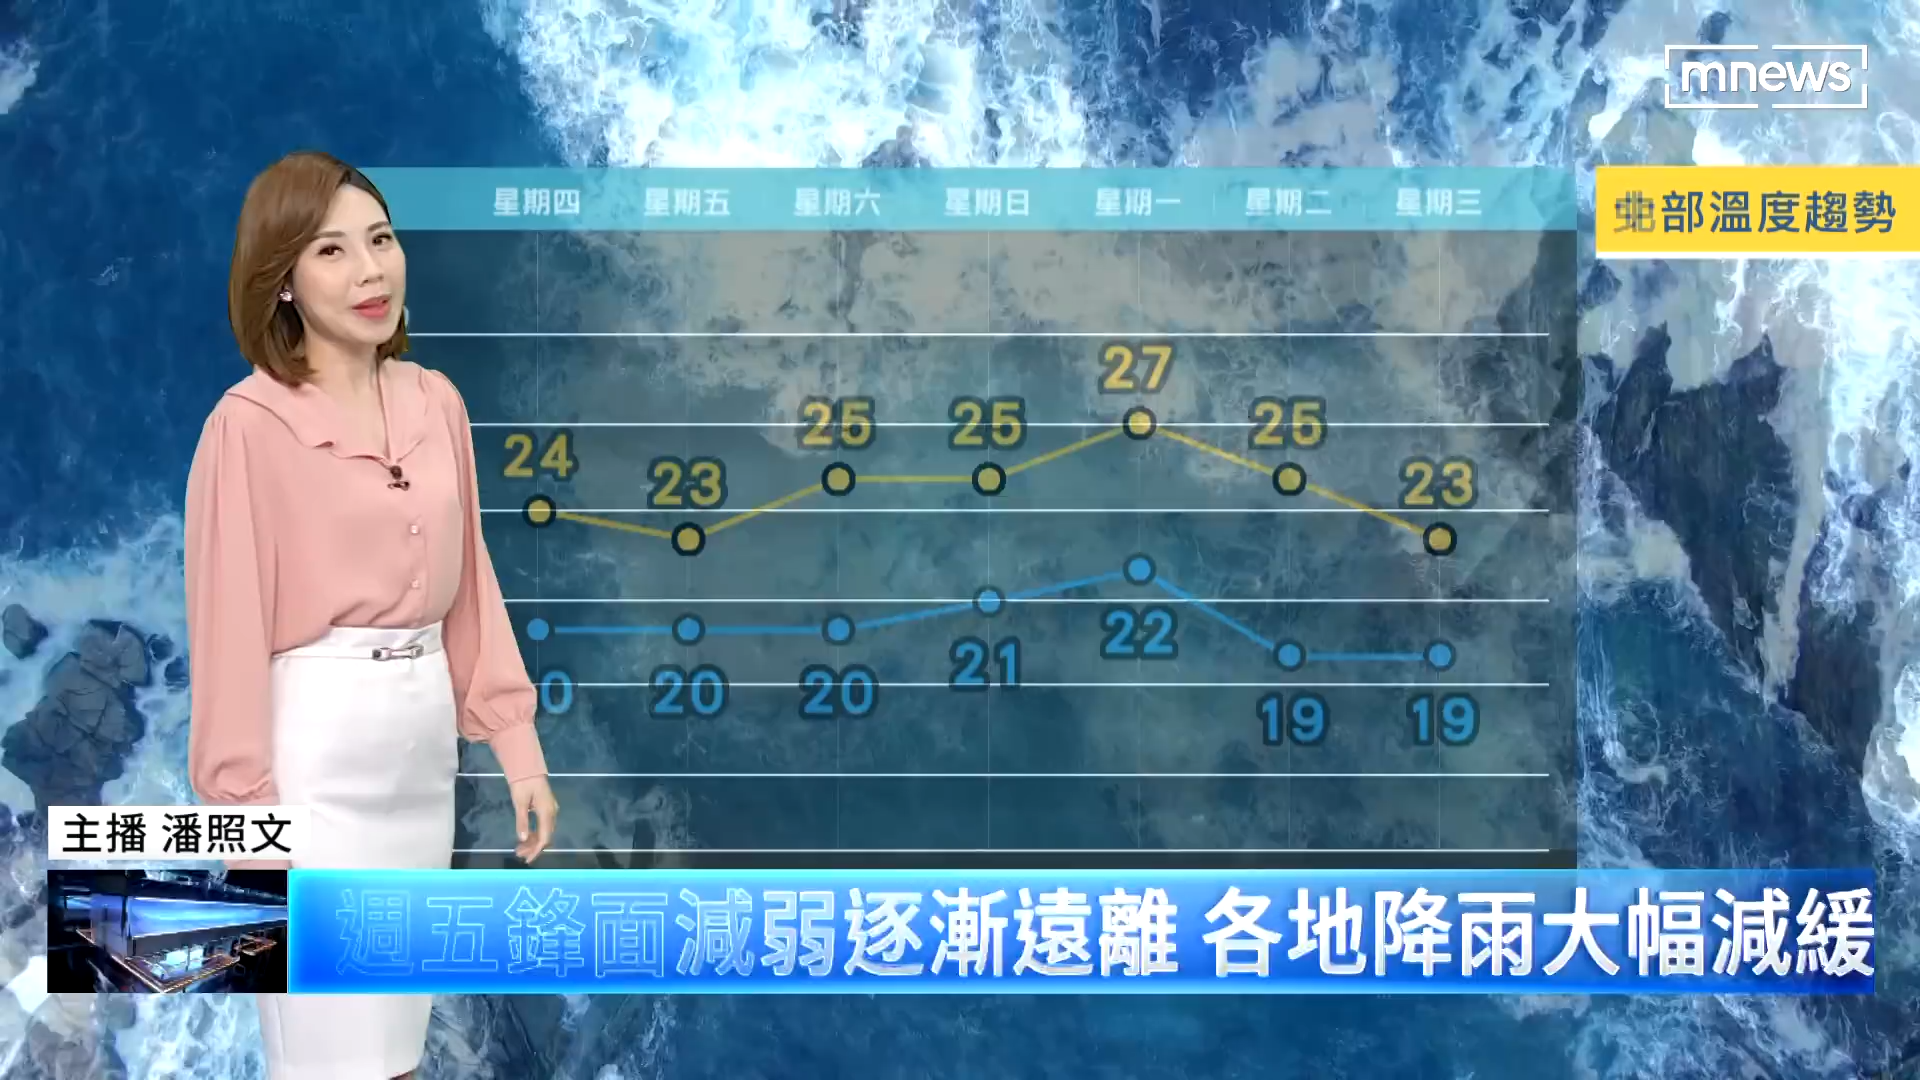 mnews
星期四 星期五 星期六 星期日 星期一 星期二 星期三
部溫度趨勢
27
25 25 25
24 23 23
22
21
0 20 20
19 19
主播 潘照文
週五鋒面減弱逐漸遠離 各地降雨大幅減緩